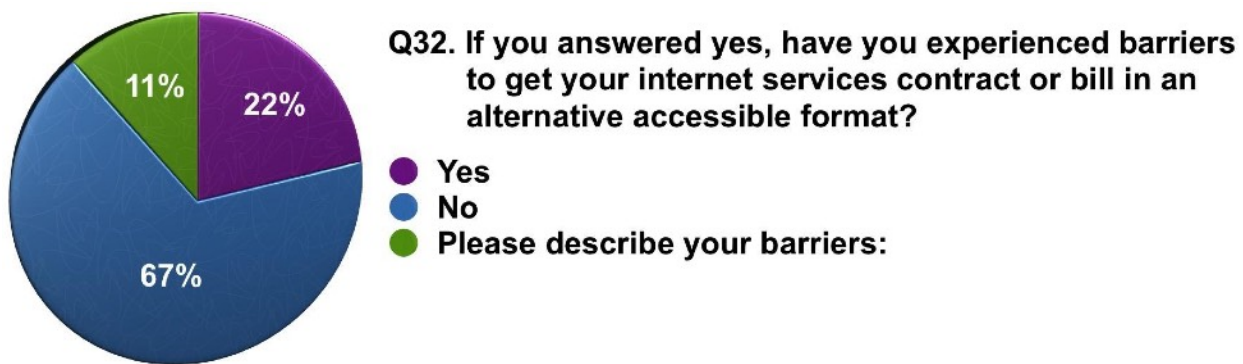 11%
22%
67%
Q32. If you answered yes, have you experienced barriers
to get your internet services contract or bill in an
alternative accessible format?
Yes
No
Please describe your barriers: